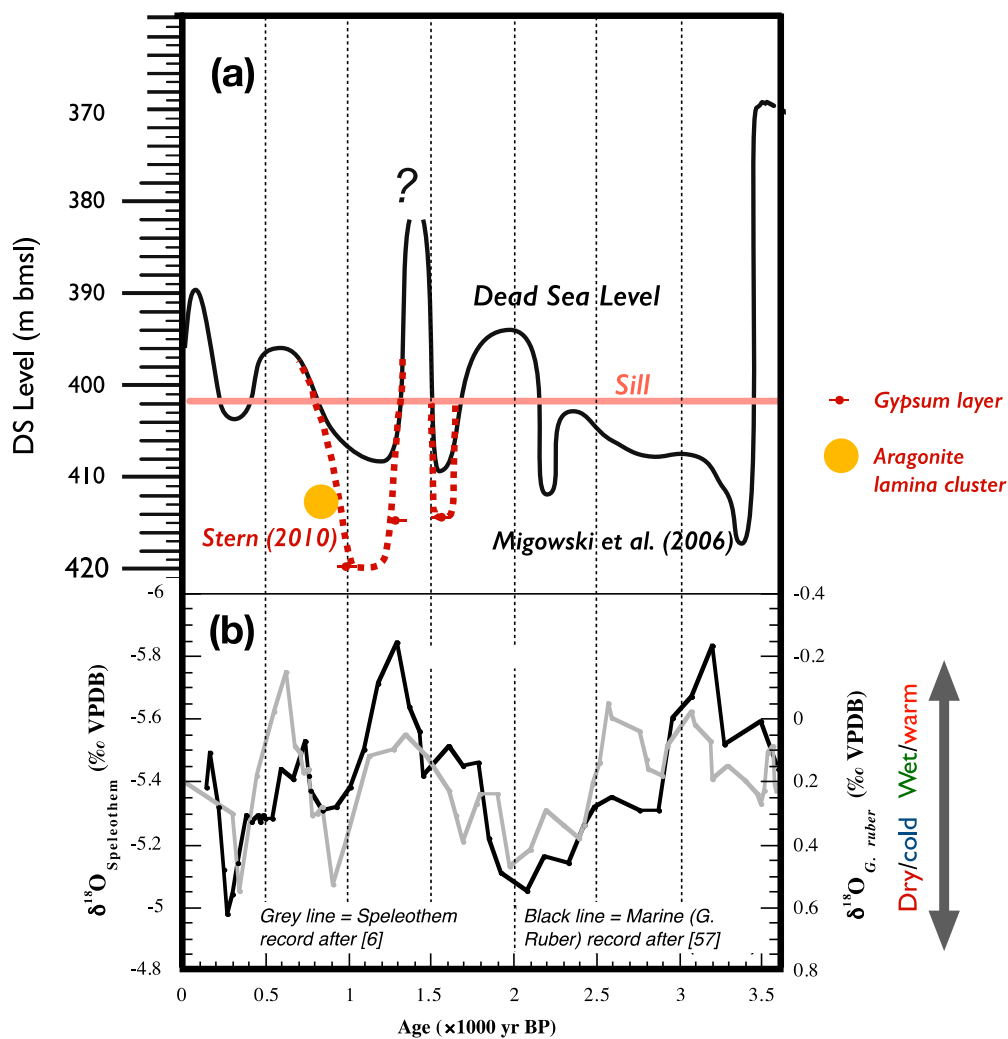 (a)
370
380
390
400
410
420
DS Level (m bmsl)
?
Dead Sea Level
Sill
Stern (2010)
Migowski et al. (2006)
Gypsum layer
Aragonite
lamina cluster
(b)
-6
-5.8
-5.6
-5.4
-5.2
-5
-4.8
δ¹⁸O Speleothem (‰ VPDB)
-0.4
-0.2
0
0.2
0.4
0.6
0.8
δ¹⁸O G. ruber (‰ VPDB)
Dry/cold Wet/warm
Grey line = Speleothem
record after [6]
Black line = Marine (G.
Ruber) record after [57]
0
0.5
1
1.5
2
2.5
3
3.5
Age (×1000 yr BP)